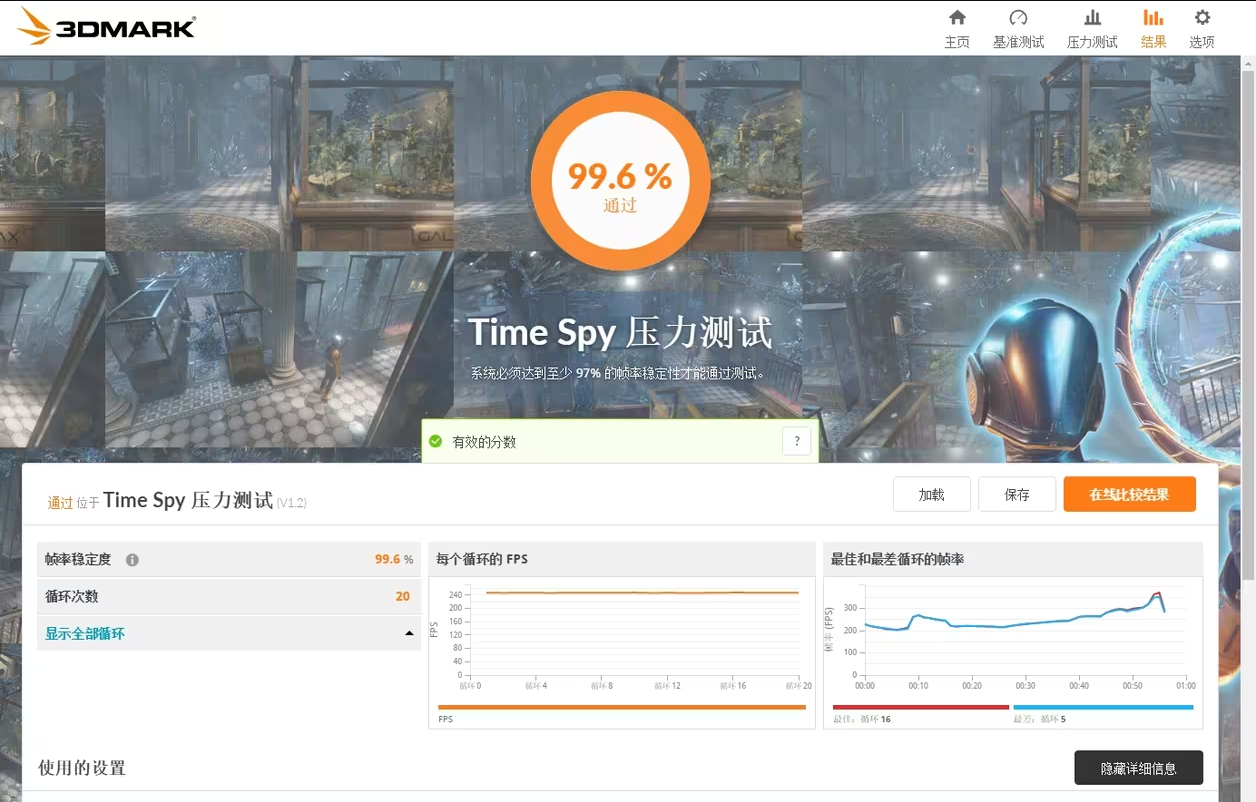 3DMARK
主页
基准测试
压力测试
结果
选项
99.6 %
通过
Time Spy 压力测试
系统必须达到至少 97% 的帧率稳定性才能通过测试。
有效的分数
?
通过 位于 Time Spy 压力测试 (V1.2)
加载
保存
在线比较结果
帧率稳定度 99.6 %
循环次数 20
显示全部循环
每个循环的 FPS
FPS
240
200
160
120
80
40
0
循环 0 循环 4 循环 8 循环 12 循环 16 循环 20
FPS
最佳和最差循环的帧率
帧率 (FPS)
300
200
100
0
00:00 00:10 00:20 00:30 00:40 00:50 01:00
最佳：循环 16 最差：循环 5
使用的设置
隐藏详细信息